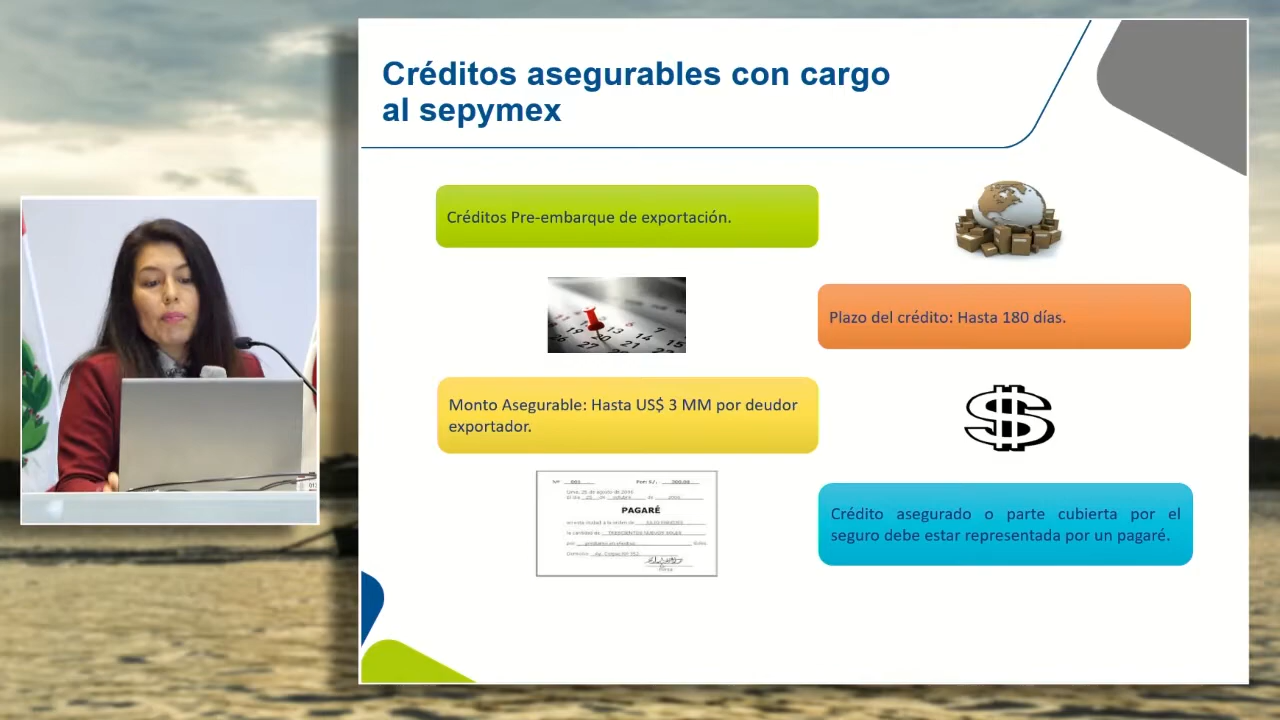 Créditos asegurables con cargo
al sepymex
Créditos Pre-embarque de exportación.
Plazo del crédito: Hasta 180 días.
Monto Asegurable: Hasta US$ 3 MM por deudor
exportador.
PAGARÉ
Crédito asegurado o parte cubierta por el
seguro debe estar representada por un pagaré.